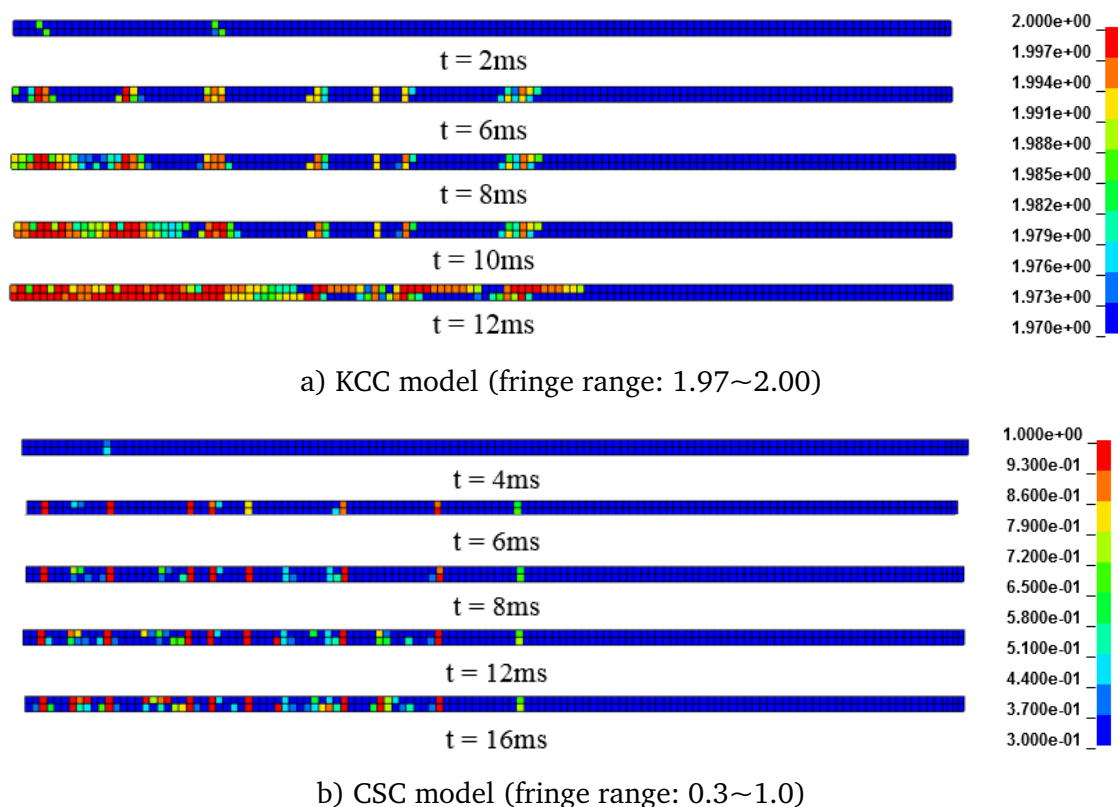 2.000e+00
1.997e+00
1.994e+00
1.991e+00
1.988e+00
1.985e+00
1.982e+00
1.979e+00
1.976e+00
1.973e+00
1.970e+00
t = 2ms
t = 6ms
t = 8ms
t = 10ms
t = 12ms
a) KCC model (fringe range: 1.97~2.00)
1.000e+00
9.300e-01
8.600e-01
7.900e-01
7.200e-01
6.500e-01
5.800e-01
5.100e-01
4.400e-01
3.700e-01
3.000e-01
t = 4ms
t = 6ms
t = 8ms
t = 12ms
t = 16ms
b) CSC model (fringe range: 0.3~1.0)